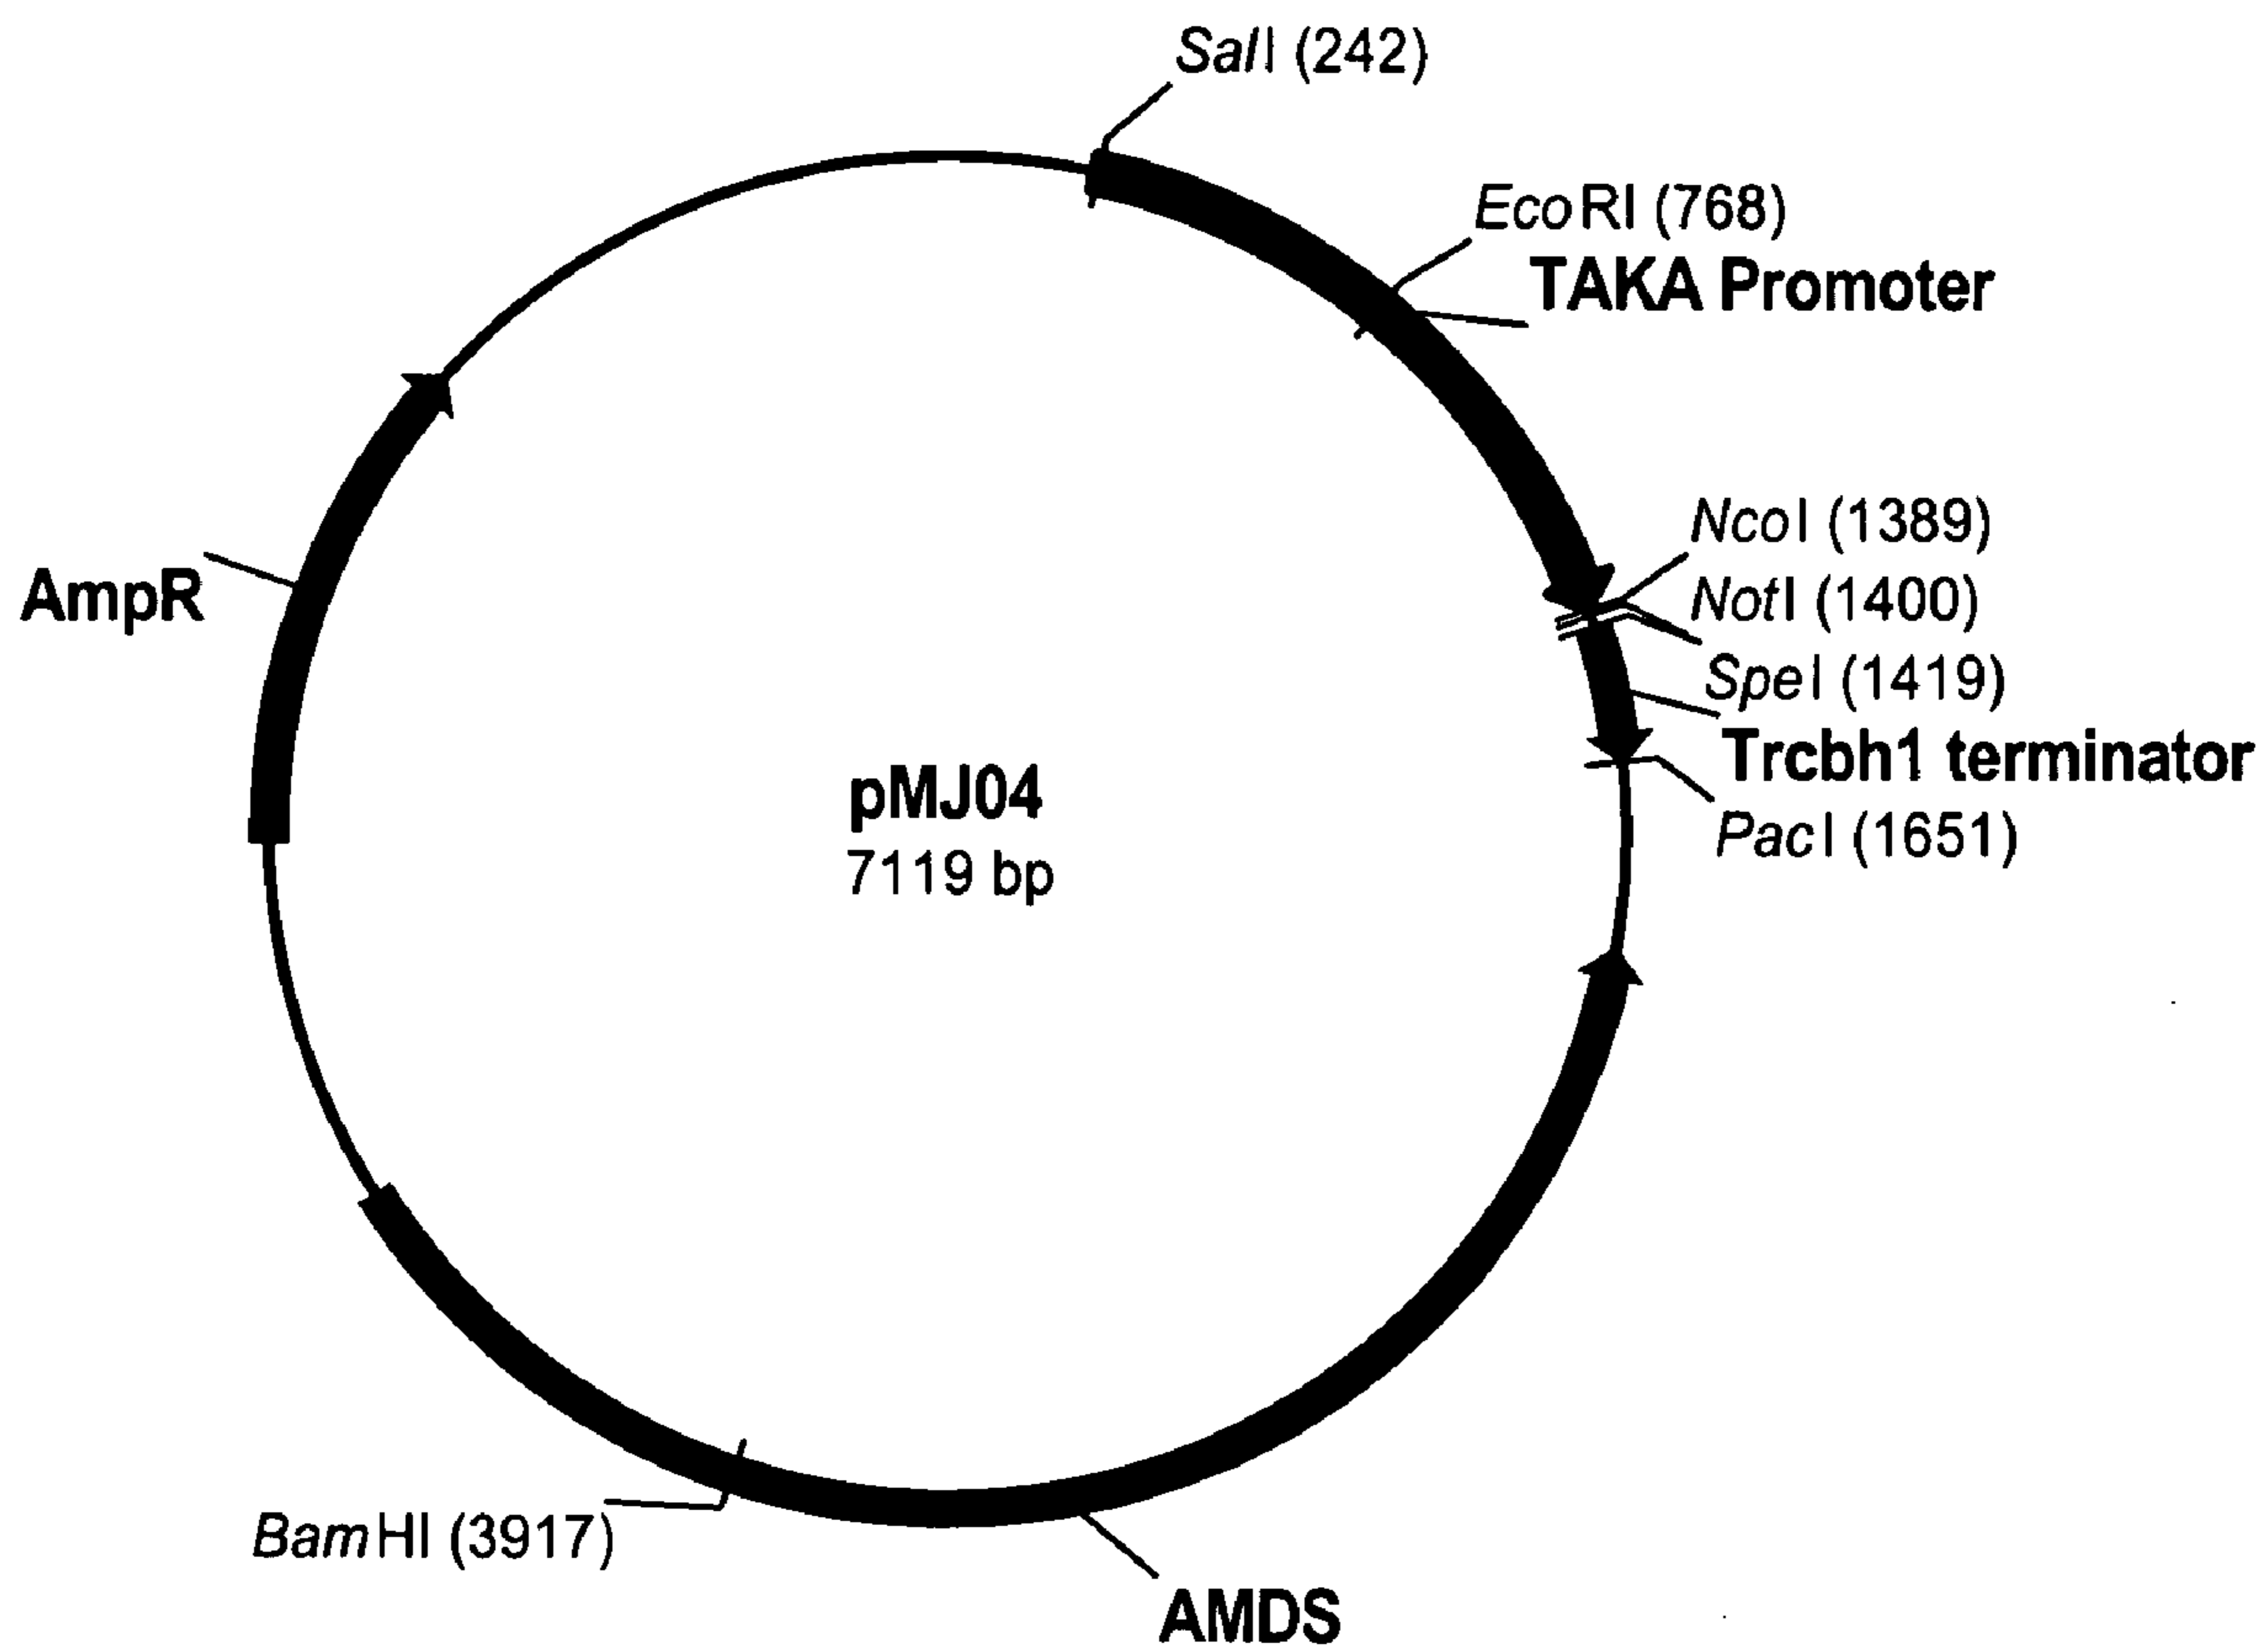 SalI (242)
EcoRI (768)
TAKA Promoter
NcoI (1389)
NotI (1400)
SpeI (1419)
Trcbh1 terminator
PacI (1651)
AmpR
pMJ04
7119 bp
BamHI (3917)
AMDS